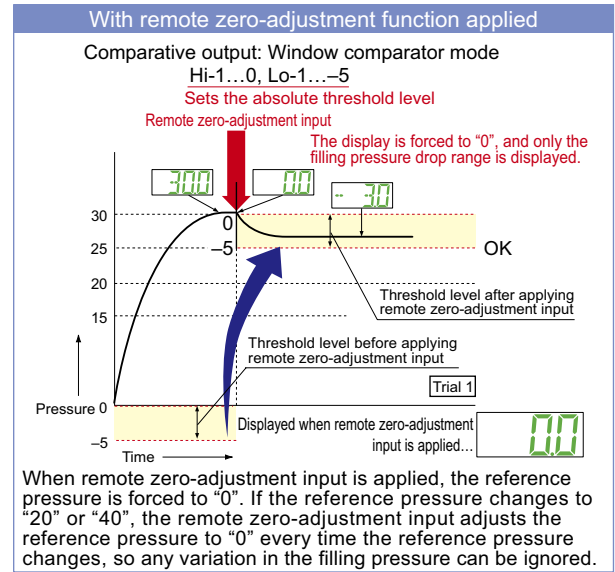 With remote zero-adjustment function applied
Comparative output: Window comparator mode
Hi-1…0, Lo-1…–5
Sets the absolute threshold level
Remote zero-adjustment input
The display is forced to “0”, and only the
filling pressure drop range is displayed.
30.0
0.0
- 3.0
30
0
25
–5
OK
20
15
Threshold level after applying
remote zero-adjustment input
Threshold level before applying
remote zero-adjustment input
Trial 1
Pressure 0
Displayed when remote zero-adjustment
input is applied…
0.0
–5
Time
When remote zero-adjustment input is applied, the reference
pressure is forced to “0”. If the reference pressure changes to
“20” or “40”, the remote zero-adjustment input adjusts the
reference pressure to “0” every time the reference pressure
changes, so any variation in the filling pressure can be ignored.